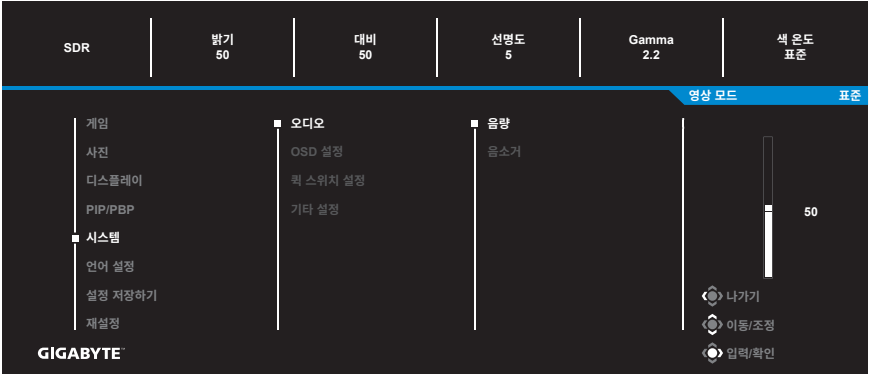 SDR
밝기
50
대비
50
선명도
5
Gamma
2.2
색 온도
표준
영상 모드 표준
게임
사진
디스플레이
PIP/PBP
시스템
언어 설정
설정 저장하기
재설정
오디오
OSD 설정
퀵 스위치 설정
기타 설정
음량
음소거
50
나가기
이동/조정
입력/확인
GIGABYTE™